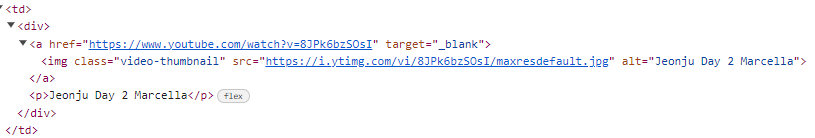 <td>
<div>
<a href="https://www.youtube.com/watch?v=8JPk6bzSOsI" target="_blank">
<img class="video-thumbnail" src="https://i.ytimg.com/vi/8JPk6bzSOsI/maxresdefault.jpg" alt="Jeonju Day 2 Marcella">
</a>
<p>Jeonju Day 2 Marcella</p> flex
</div>
</td>